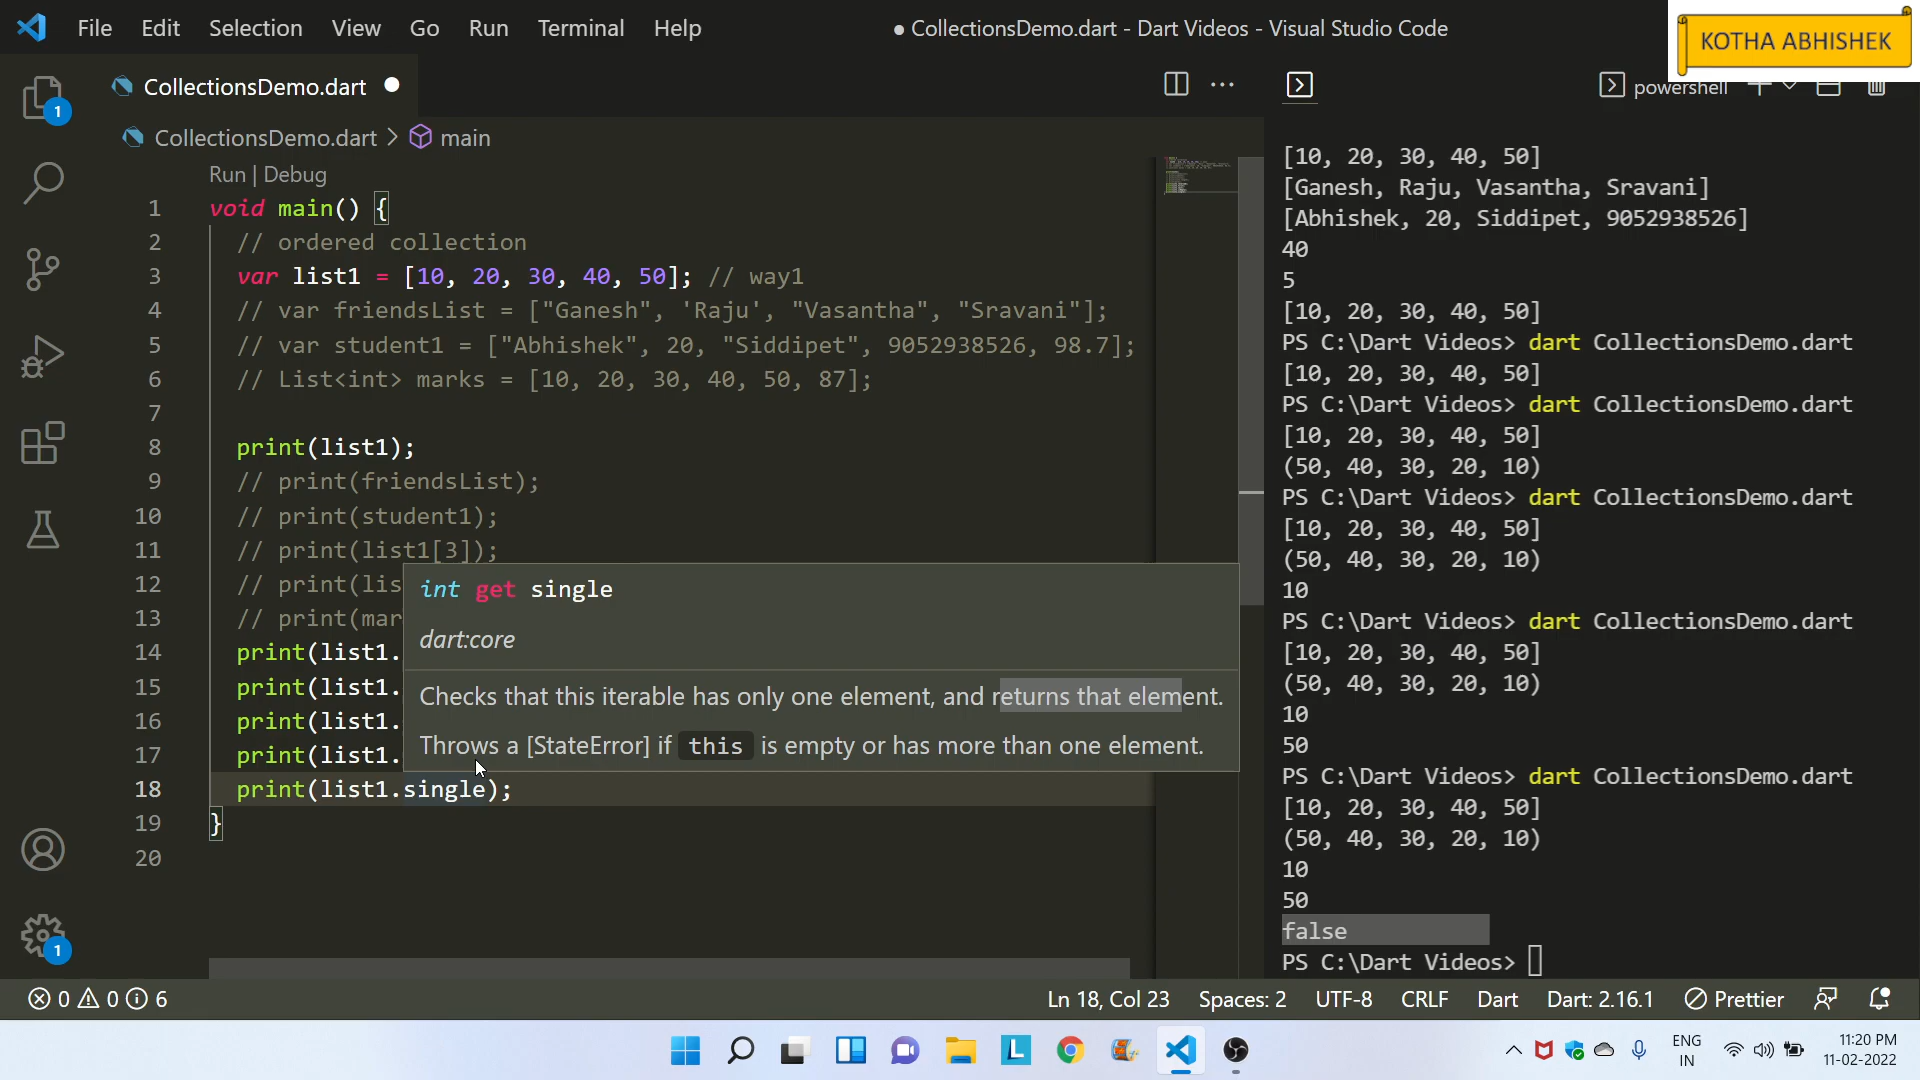 File Edit Selection View Go Run Terminal Help
● CollectionsDemo.dart - Dart Videos - Visual Studio Code
KOTHA ABHISHEK
CollectionsDemo.dart
powershell
1
CollectionsDemo.dart > main
Run | Debug
1 void main() {
2 // ordered collection
3 var list1 = [10, 20, 30, 40, 50]; // way1
4 // var friendsList = ["Ganesh", 'Raju', "Vasantha", "Sravani"];
5 // var student1 = ["Abhishek", 20, "Siddipet", 9052938526, 98.7];
6 // List<int> marks = [10, 20, 30, 40, 50, 87];
7
8 print(list1);
9 // print(friendsList);
10 // print(student1);
11 // print(list1[3]);
12 // print(lis
13 // print(mar
14 print(list1.
15 print(list1.
16 print(list1.
17 print(list1.
18 print(list1.single);
19 }
20
int get single
dart:core
Checks that this iterable has only one element, and returns that element.
Throws a [StateError] if this is empty or has more than one element.
1
[10, 20, 30, 40, 50]
[Ganesh, Raju, Vasantha, Sravani]
[Abhishek, 20, Siddipet, 9052938526]
40
5
[10, 20, 30, 40, 50]
PS C:\Dart Videos> dart CollectionsDemo.dart
[10, 20, 30, 40, 50]
PS C:\Dart Videos> dart CollectionsDemo.dart
[10, 20, 30, 40, 50]
(50, 40, 30, 20, 10)
PS C:\Dart Videos> dart CollectionsDemo.dart
[10, 20, 30, 40, 50]
(50, 40, 30, 20, 10)
10
PS C:\Dart Videos> dart CollectionsDemo.dart
[10, 20, 30, 40, 50]
(50, 40, 30, 20, 10)
10
50
PS C:\Dart Videos> dart CollectionsDemo.dart
[10, 20, 30, 40, 50]
(50, 40, 30, 20, 10)
10
50
false
PS C:\Dart Videos>
0 0 6
Ln 18, Col 23 Spaces: 2 UTF-8 CRLF Dart Dart: 2.16.1 Prettier
L
ENG
IN
11:20 PM
11-02-2022